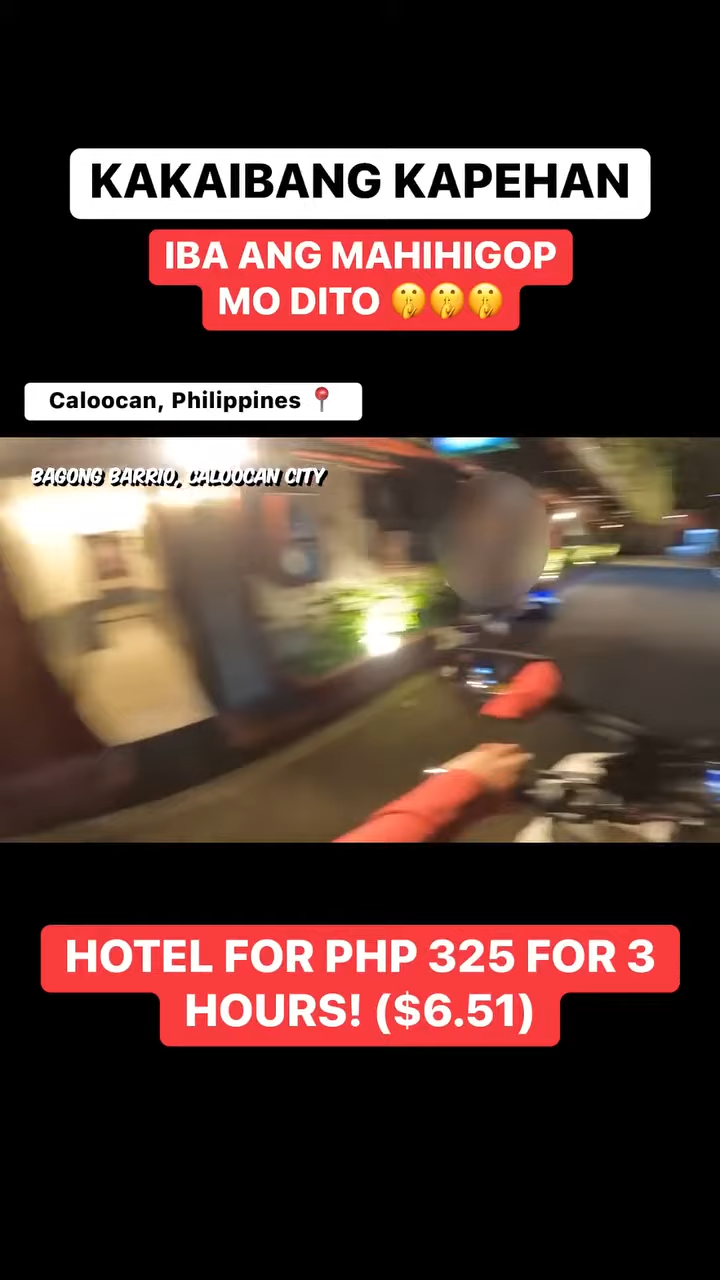 KAKAIBANG KAPEHAN
IBA ANG MAHIHIGOP
MO DITO 🤫🤫🤫
Caloocan, Philippines 📍
BAGONG BARRIO, CALOOCAN CITY
HOTEL FOR PHP 325 FOR 3
HOURS! ($6.51)